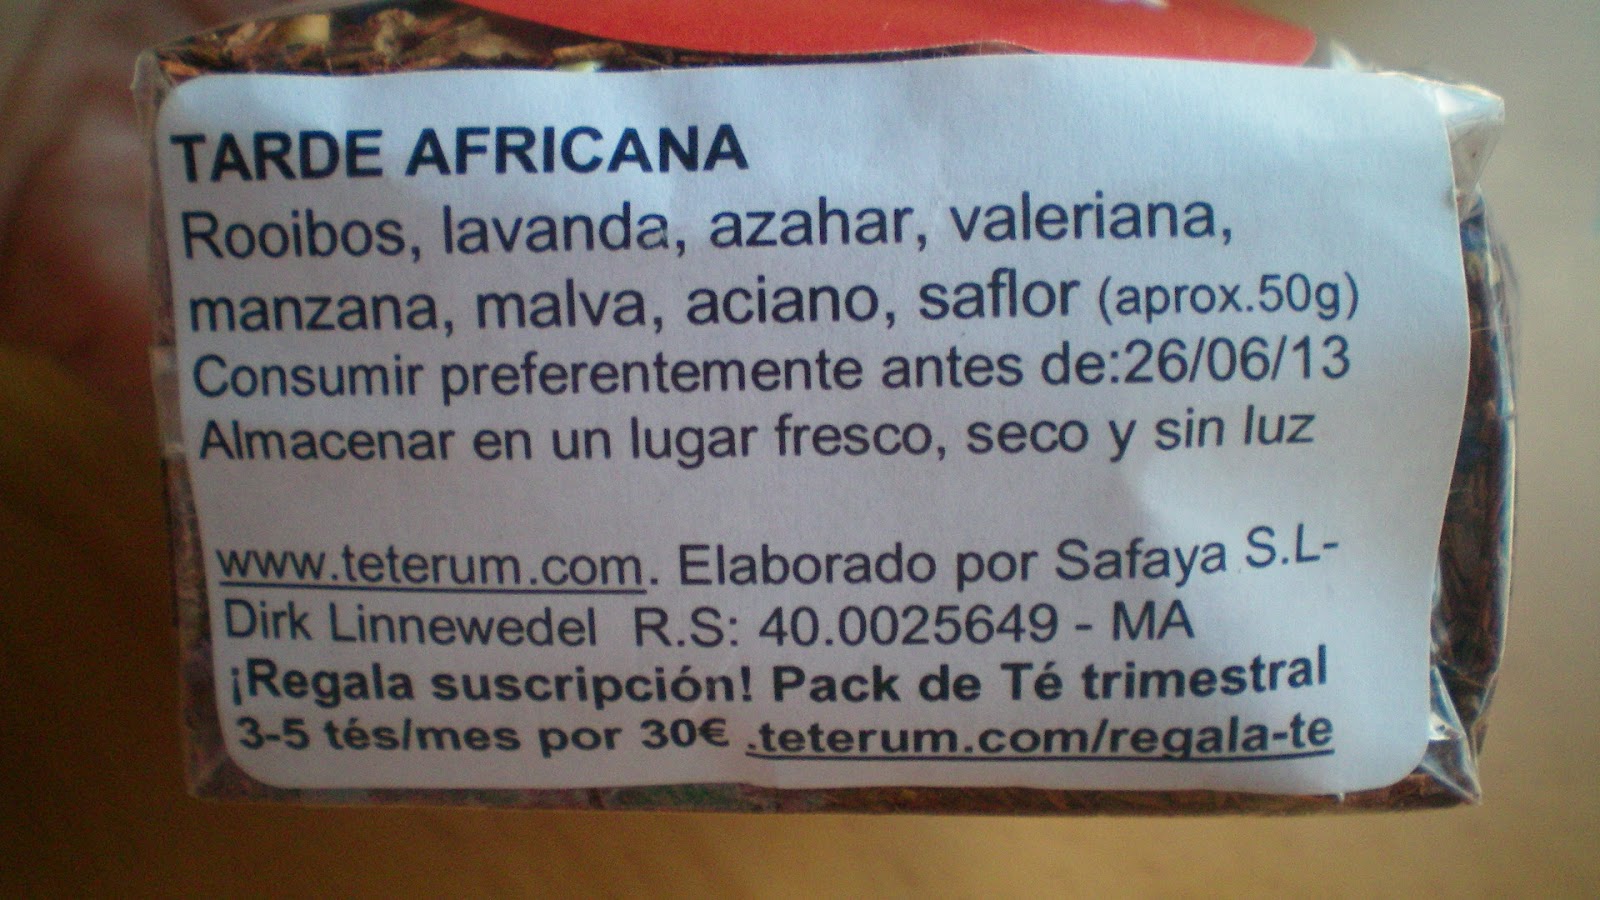 TARDE AFRICANA
Rooibos, lavanda, azahar, valeriana,
manzana, malva, aciano, saflor (aprox.50g)
Consumir preferentemente antes de:26/06/13
Almacenar en un lugar fresco, seco y sin luz
www.teterum.com. Elaborado por Safaya S.L-
Dirk Linnewedel R.S: 40.0025649 - MA
¡Regala suscripción! Pack de Té trimestral
3-5 tés/mes por 30€ .teterum.com/regala-te